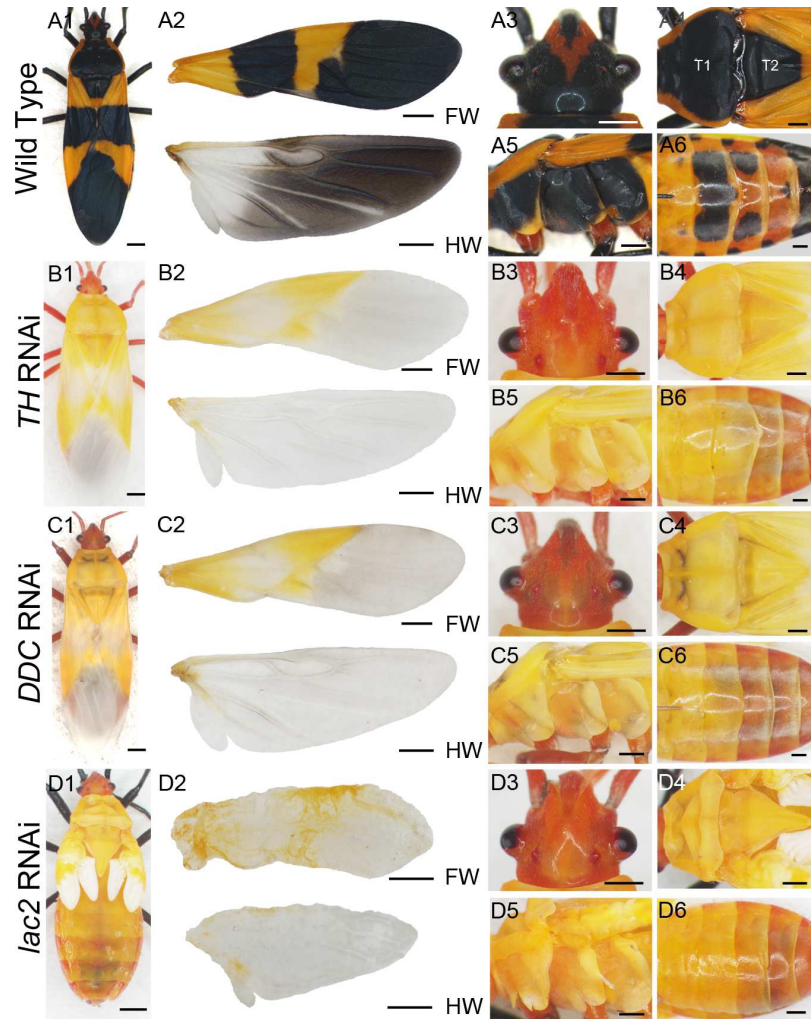 A1 A2 A3 A4
T1 T2
FW
Wild Type
A5 A6
HW
B1 B2 B3 B4
FW
TH RNAi
B5 B6
HW
C1 C2 C3 C4
FW
DDC RNAi
C5 C6
HW
D1 D2 D3 D4
FW
lac2 RNAi
D5 D6
HW